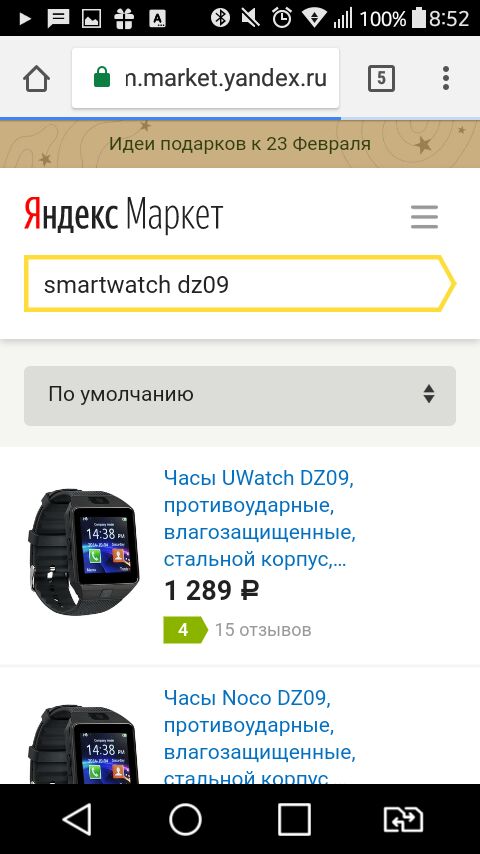 100% 8:52
n.market.yandex.ru
5
Идеи подарков к 23 Февраля
Яндекс Маркет
smartwatch dz09
По умолчанию
Часы UWatch DZ09,
противоударные,
влагозащищенные,
стальной корпус,...
1 289 ₽
4 15 отзывов
14:38
Часы Noco DZ09,
противоударные,
влагозащищенные,
стальной корпус,...
14:38